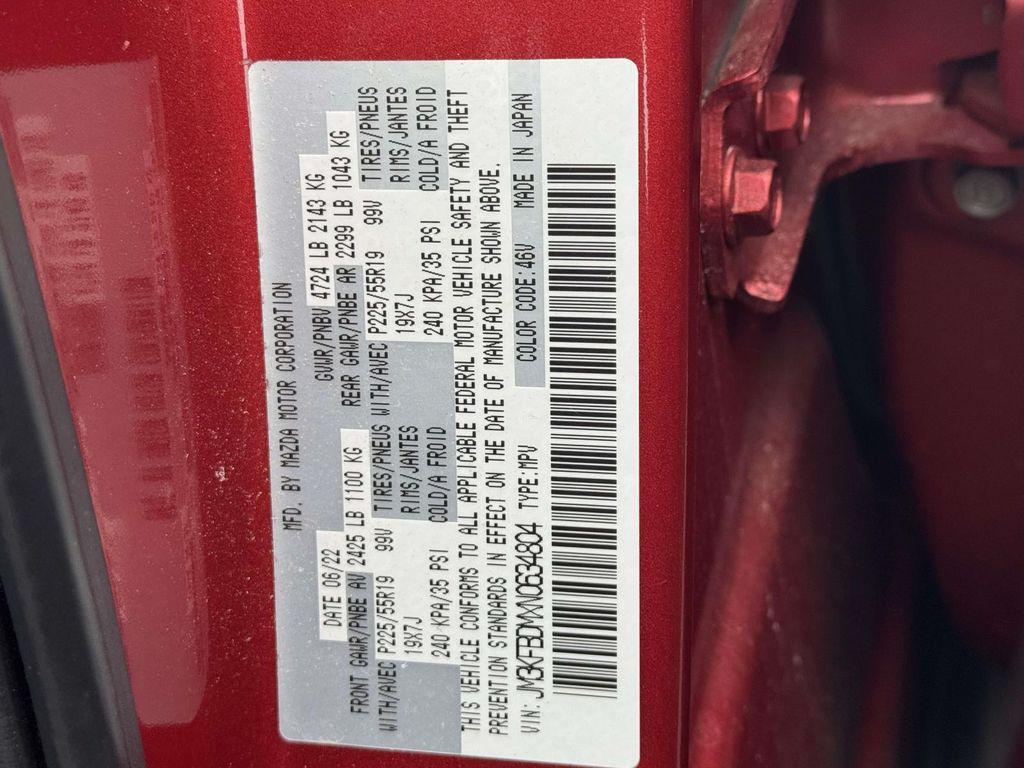 MFD. BY MAZDA MOTOR CORPORATION
DATE 06/22 GVWR/PNBV 4724 LB 2143 KG
FRONT GAWR/PNBE AV 2425 LB 1100 KG REAR GAWR/PNBE AR 2299 LB 1043 KG
WITH/AVEC P225/55R19 99V TIRES/PNEUS WITH/AVEC P225/55R19 99V TIRES/PNEUS
19X7J RIMS/JANTES 19X7J RIMS/JANTES
240 KPA/35 PSI COLD/A FROID 240 KPA/35 PSI COLD/A FROID
THIS VEHICLE CONFORMS TO ALL APPLICABLE FEDERAL MOTOR VEHICLE SAFETY AND THEFT
PREVENTION STANDARDS IN EFFECT ON THE DATE OF MANUFACTURE SHOWN ABOVE.
VIN: JM3KFBDMXN0634804 TYPE:MPV COLOR CODE:46V MADE IN JAPAN